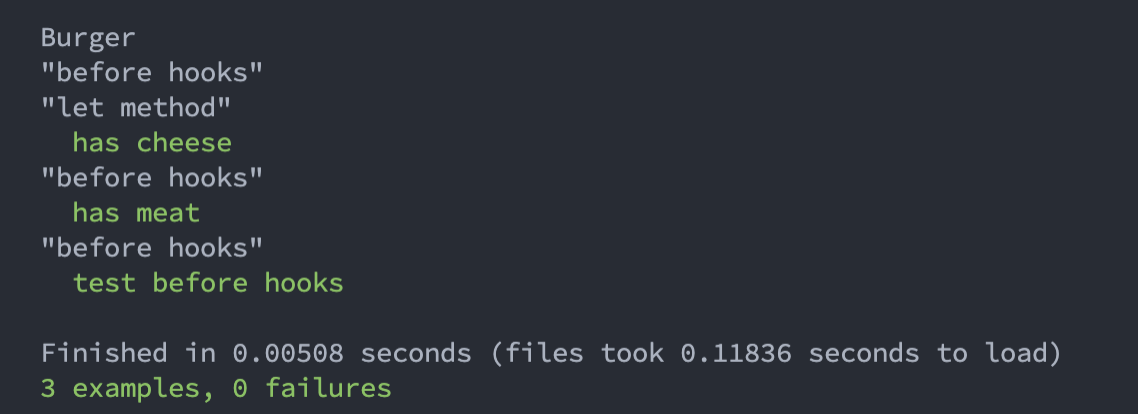 Burger
"before hooks"
"let method"
has cheese
"before hooks"
has meat
"before hooks"
test before hooks
Finished in 0.00508 seconds (files took 0.11836 seconds to load)
3 examples, 0 failures